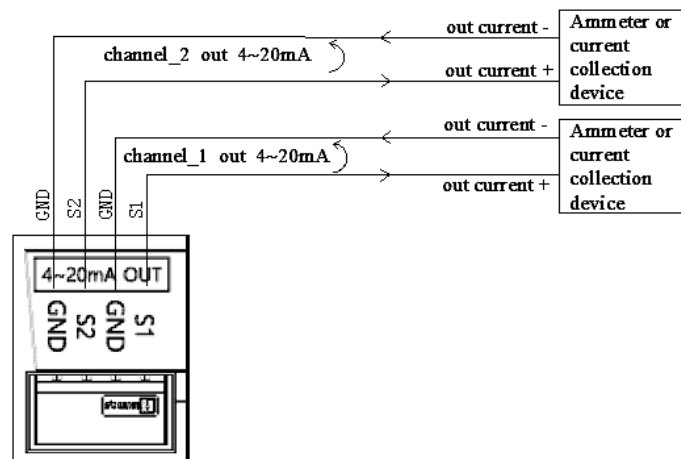 out current -
Ammeter or
current
collection
device
channel_2 out 4~20mA
out current +
out current -
Ammeter or
current
collection
device
channel_1 out 4~20mA
out current +
GND
S2
GND
S1
4~20mA OUT
GND
S2
GND
S1